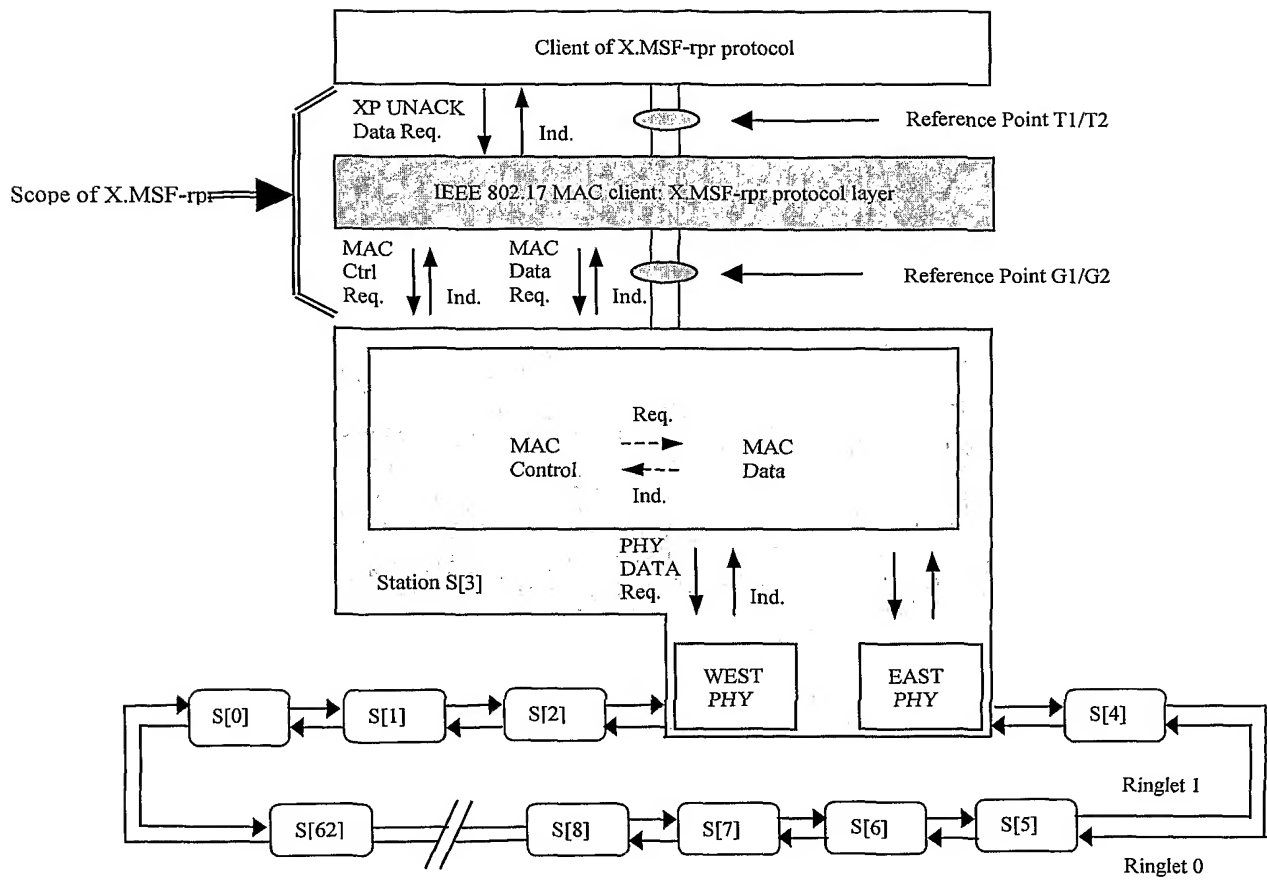 Client of X.MSF-rpr protocol
XP UNACK
Data Req.
Ind.
Reference Point T1/T2
Scope of X.MSF-rpr
IEEE 802.17 MAC client: X.MSF-rpr protocol layer
MAC
Ctrl
Req.
Ind.
MAC
Data
Req.
Ind.
Reference Point G1/G2
Req.
MAC
Control
MAC
Data
Ind.
PHY
DATA
Req.
Ind.
Station S[3]
WEST
PHY
EAST
PHY
S[0]
S[1]
S[2]
S[4]
Ringlet 1
S[62]
S[8]
S[7]
S[6]
S[5]
Ringlet 0